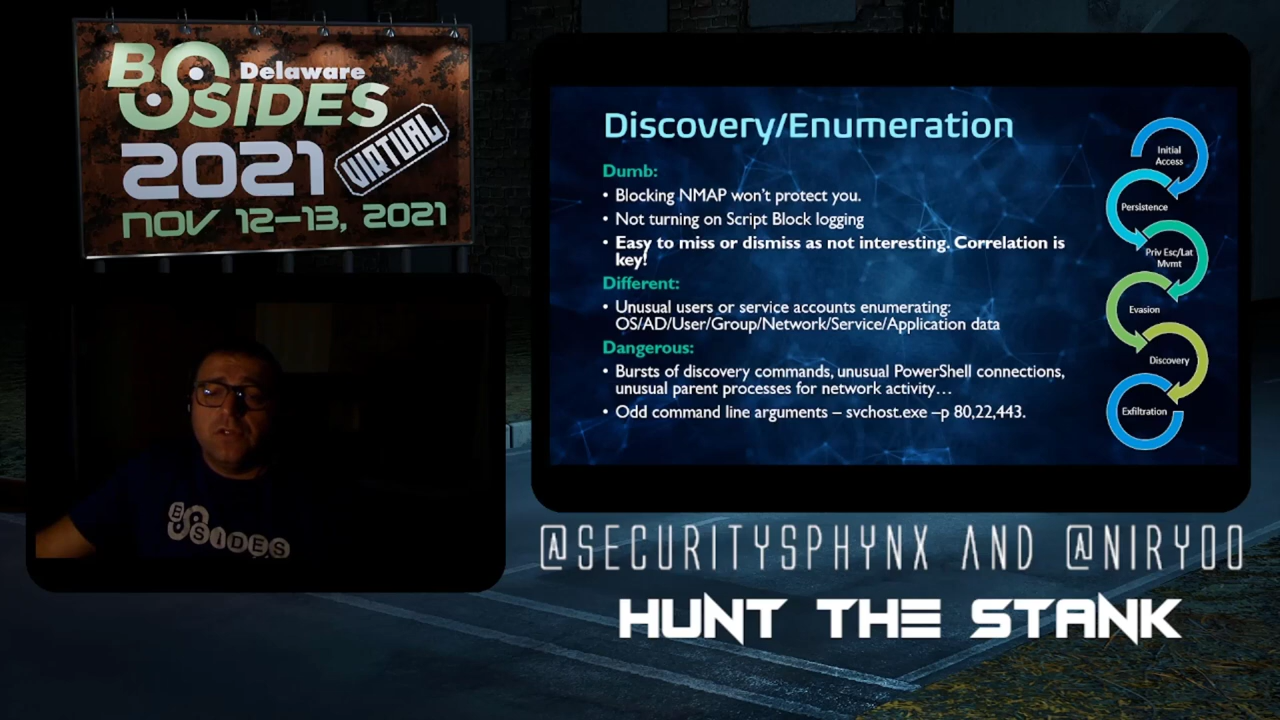 BSIDES Delaware
2021
VIRTUAL
NOV 12-13, 2021
BSIDES
Discovery/Enumeration
Dumb:
• Blocking NMAP won't protect you.
• Not turning on Script Block logging
• Easy to miss or dismiss as not interesting. Correlation is
key!
Different:
• Unusual users or service accounts enumerating:
OS/AD/User/Group/Network/Service/Application data
Dangerous:
• Bursts of discovery commands, unusual PowerShell connections,
unusual parent processes for network activity…
• Odd command line arguments – svchost.exe –p 80,22,443.
Initial
Access
Persistence
Priv Esc/Lat
Mvmt
Evasion
Discovery
Exfiltration
@SECURITYSPHYNX AND @NIRYOO
HUNT THE STANK